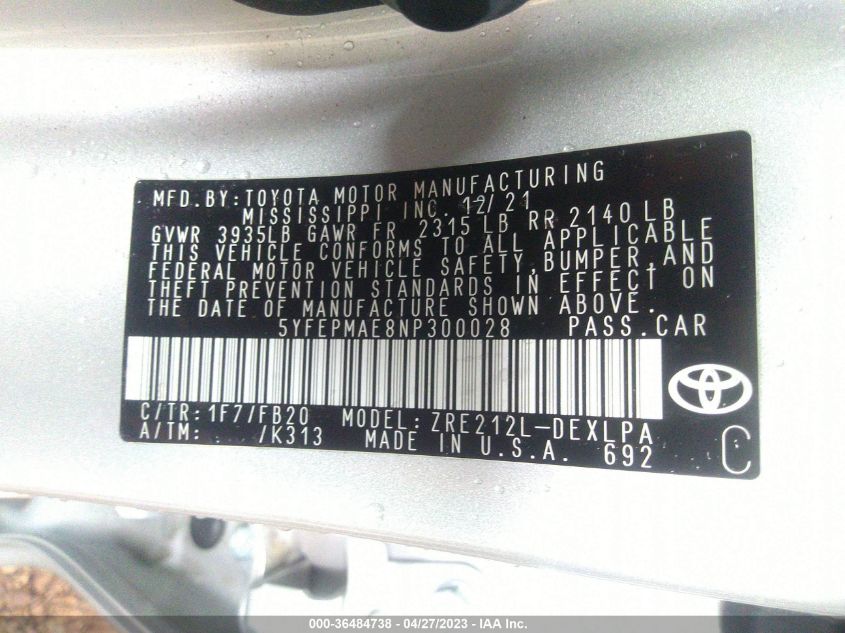 MFD.BY:TOYOTA MOTOR MANUFACTURING
MISSISSIPPI INC. 12/21
GVWR 3935LB GAWR FR 2315 LB RR 2140 LB
THIS VEHICLE CONFORMS TO ALL APPLICABLE
FEDERAL MOTOR VEHICLE SAFETY,BUMPER,AND
THEFT PREVENTION STANDARDS IN EFFECT ON
THE DATE OF MANUFACTURE SHOWN ABOVE.
5YFEPMAE8NP300028 PASS.CAR
C/TR:1F7/FB20 MODEL:ZRE212L-DEXLPA
A/TM: /K313 MADE IN U.S.A. 692
C
000-36484738 - 04/27/2023 - IAA Inc.